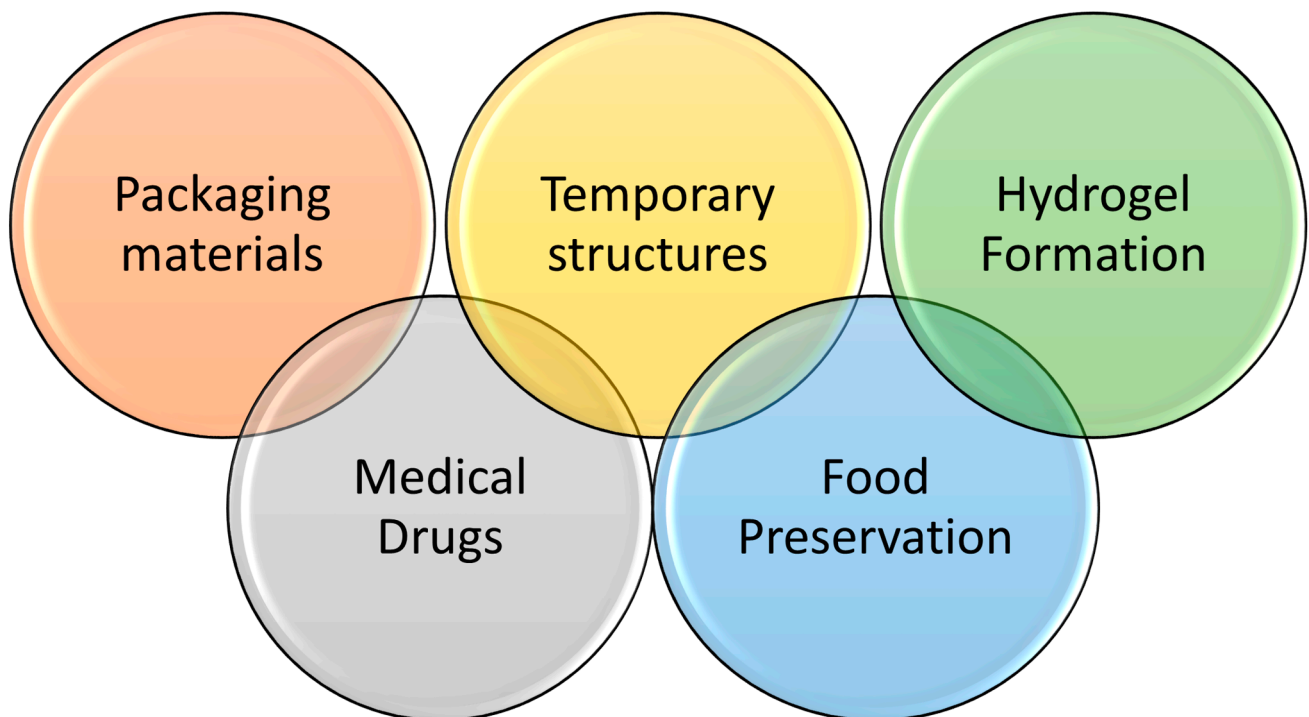 Packaging
materials
Temporary
structures
Hydrogel
Formation
Medical
Drugs
Food
Preservation